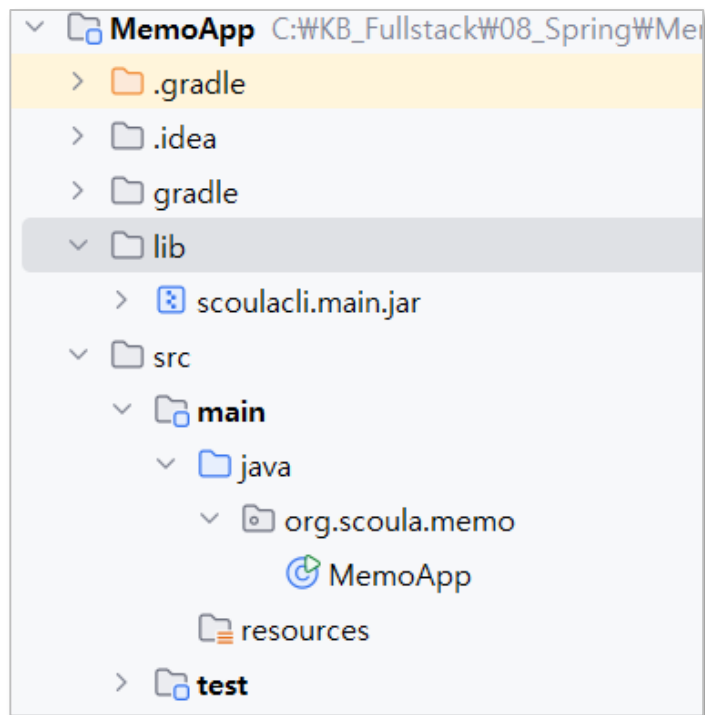 MemoApp C:₩KB_Fullstack₩08_Spring₩Me
.gradle
.idea
gradle
lib
scoulacli.main.jar
src
main
java
org.scoula.memo
MemoApp
resources
test